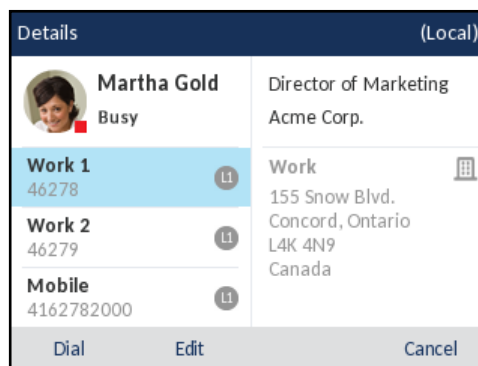 Details (Local)
Martha Gold
Busy
Work 1
46278
L1
Work 2
46279
L1
Mobile
4162782000
L1
Director of Marketing
Acme Corp.
Work
155 Snow Blvd.
Concord, Ontario
L4K 4N9
Canada
Dial Edit Cancel